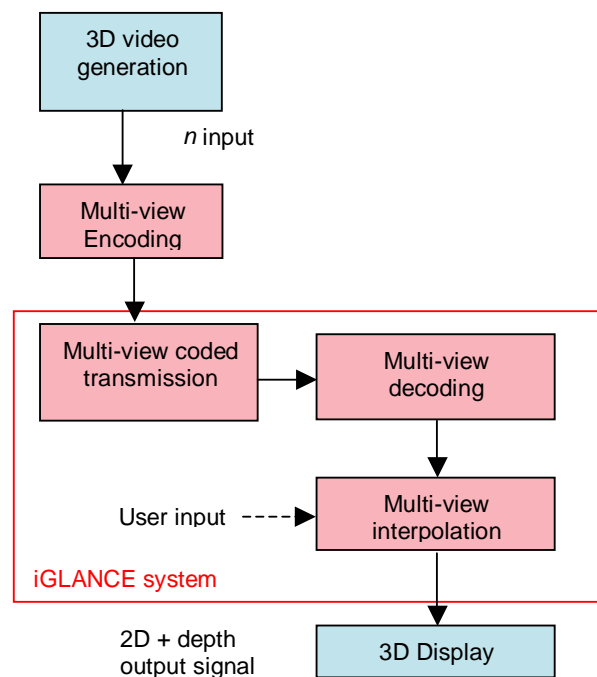 3D video
generation
n input
Multi-view
Encoding
Multi-view coded
transmission
Multi-view
decoding
User input
Multi-view
interpolation
iGLANCE system
2D + depth
output signal
3D Display